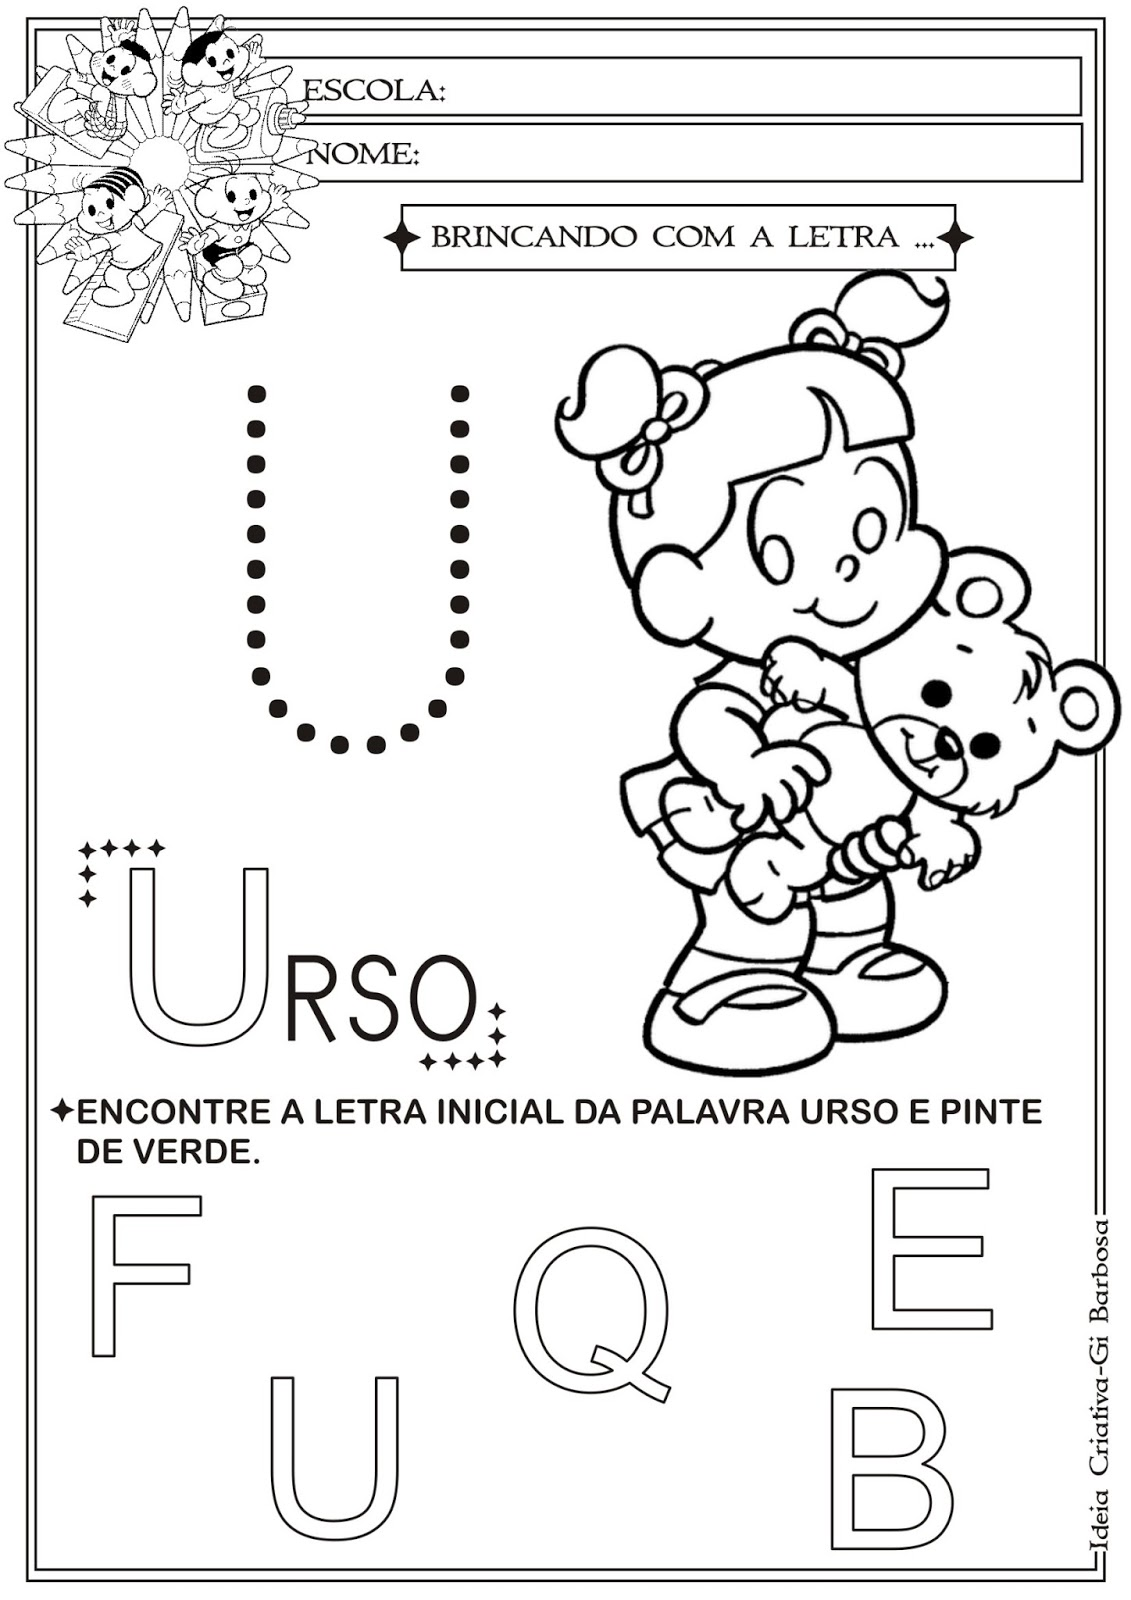 ESCOLA:
NOME:
BRINCANDO COM A LETRA ...
U
URSO
ENCONTRE A LETRA INICIAL DA PALAVRA URSO E PINTE
DE VERDE.
F
Q
E
U
B
Ideia Criativa-Gi Barbosa